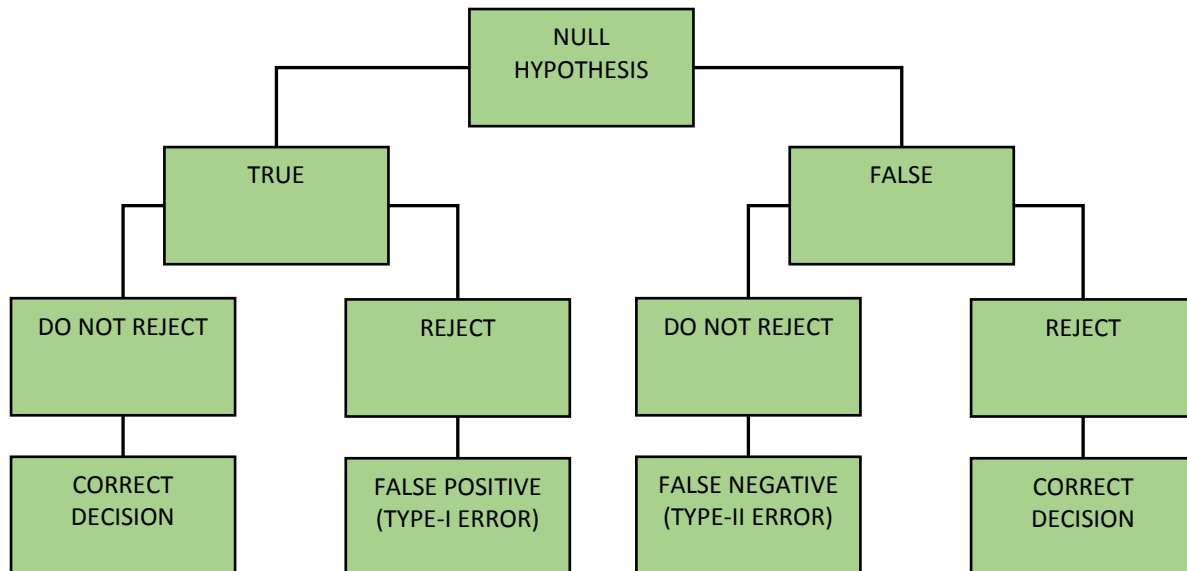 NULL
HYPOTHESIS
TRUE
FALSE
DO NOT REJECT
REJECT
DO NOT REJECT
REJECT
CORRECT
DECISION
FALSE POSITIVE
(TYPE-I ERROR)
FALSE NEGATIVE
(TYPE-II ERROR)
CORRECT
DECISION